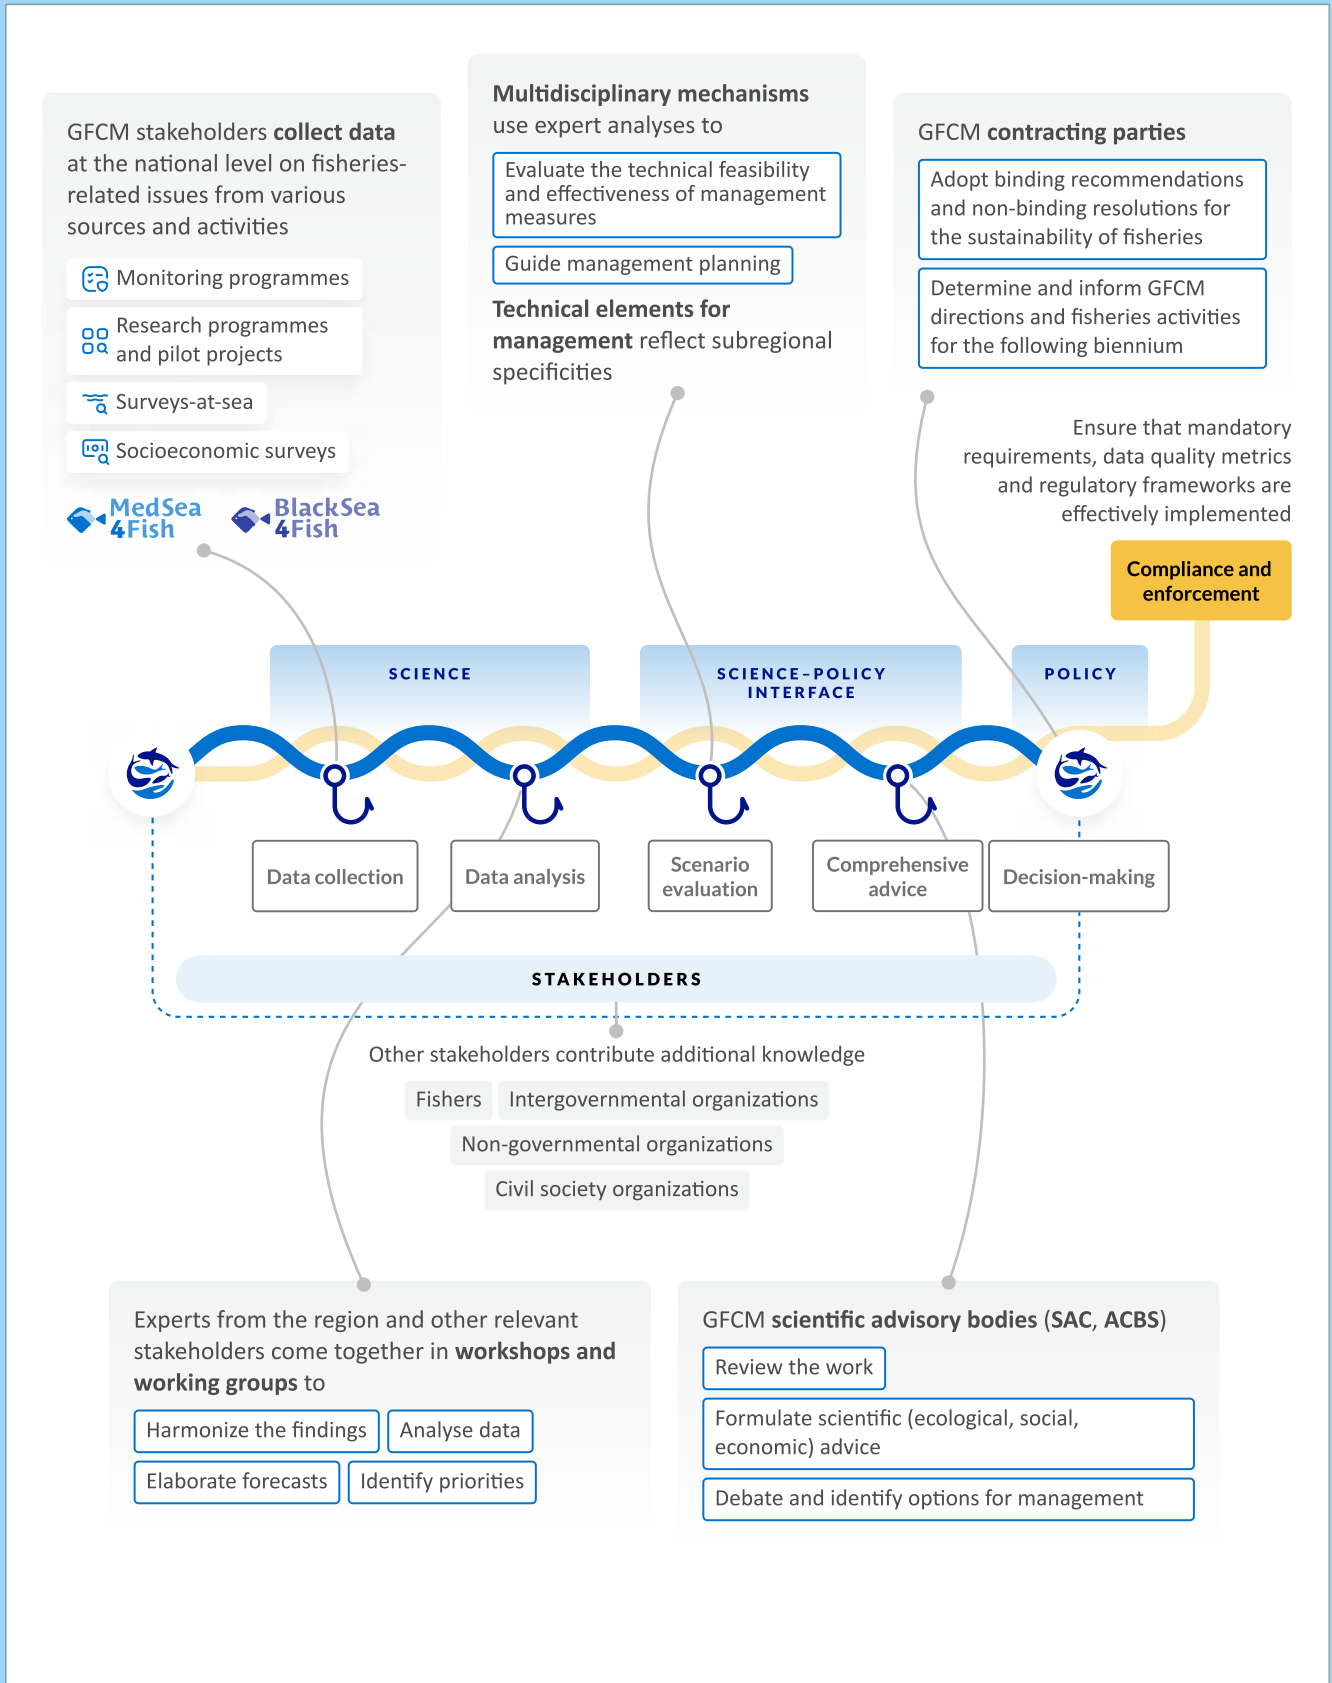 GFCM stakeholders collect data
at the national level on fisheries-
related issues from various
sources and activities
Monitoring programmes
Research programmes
and pilot projects
Surveys-at-sea
Socioeconomic surveys
MedSea
4Fish
BlackSea
4Fish
Multidisciplinary mechanisms
use expert analyses to
Evaluate the technical feasibility
and effectiveness of management
measures
Guide management planning
Technical elements for
management reflect subregional
specificities
GFCM contracting parties
Adopt binding recommendations
and non-binding resolutions for
the sustainability of fisheries
Determine and inform GFCM
directions and fisheries activities
for the following biennium
Ensure that mandatory
requirements, data quality metrics
and regulatory frameworks are
effectively implemented
Compliance and
enforcement
SCIENCE
SCIENCE–POLICY
INTERFACE
POLICY
Data collection
Data analysis
Scenario
evaluation
Comprehensive
advice
Decision-making
STAKEHOLDERS
Other stakeholders contribute additional knowledge
Fishers
Intergovernmental organizations
Non-governmental organizations
Civil society organizations
Experts from the region and other relevant
stakeholders come together in workshops and
working groups to
Harmonize the findings
Analyse data
Elaborate forecasts
Identify priorities
GFCM scientific advisory bodies (SAC, ACBS)
Review the work
Formulate scientific (ecological, social,
economic) advice
Debate and identify options for management